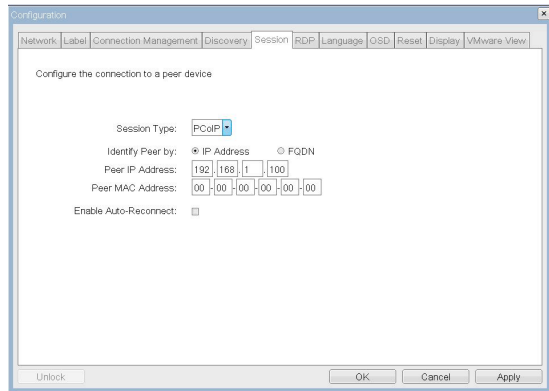 Configuration
Network Label Connection Management Discovery Session RDP Language OSD Reset Display VMware View
Configure the connection to a peer device
Session Type: PCoIP
Identify Peer by: IP Address FQDN
Peer IP Address: 192 . 168 . 1 . 100
Peer MAC Address: 00 - 00 - 00 - 00 - 00 - 00
Enable Auto-Reconnect:
Unlock OK Cancel Apply